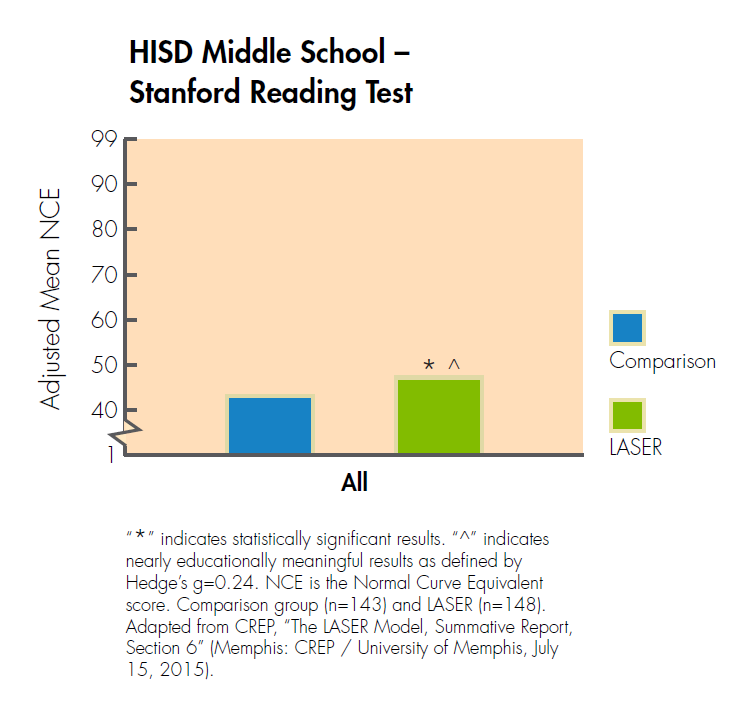 HISD Middle School –
Stanford Reading Test
Adjusted Mean NCE
99
90
80
70
60
50
40
1
* ^
All
Comparison
LASER
“*” indicates statistically significant results. “^” indicates
nearly educationally meaningful results as defined by
Hedge’s g=0.24. NCE is the Normal Curve Equivalent
score. Comparison group (n=143) and LASER (n=148).
Adapted from CREP, “The LASER Model, Summative Report,
Section 6” (Memphis: CREP / University of Memphis, July
15, 2015).